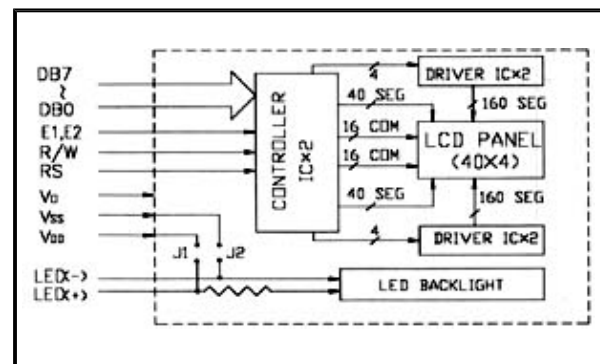 DB7
~
DB0
E1,E2
R/W
RS
Vo
Vss
VDD
J1
J2
LED(-)
LED(+)
CONTROLLER
IC×2
4
DRIVER IC×2
40 SEG
160 SEG
16 COM
LCD PANEL
(40X4)
16 COM
40 SEG
160 SEG
4
DRIVER IC×2
LED BACKLIGHT